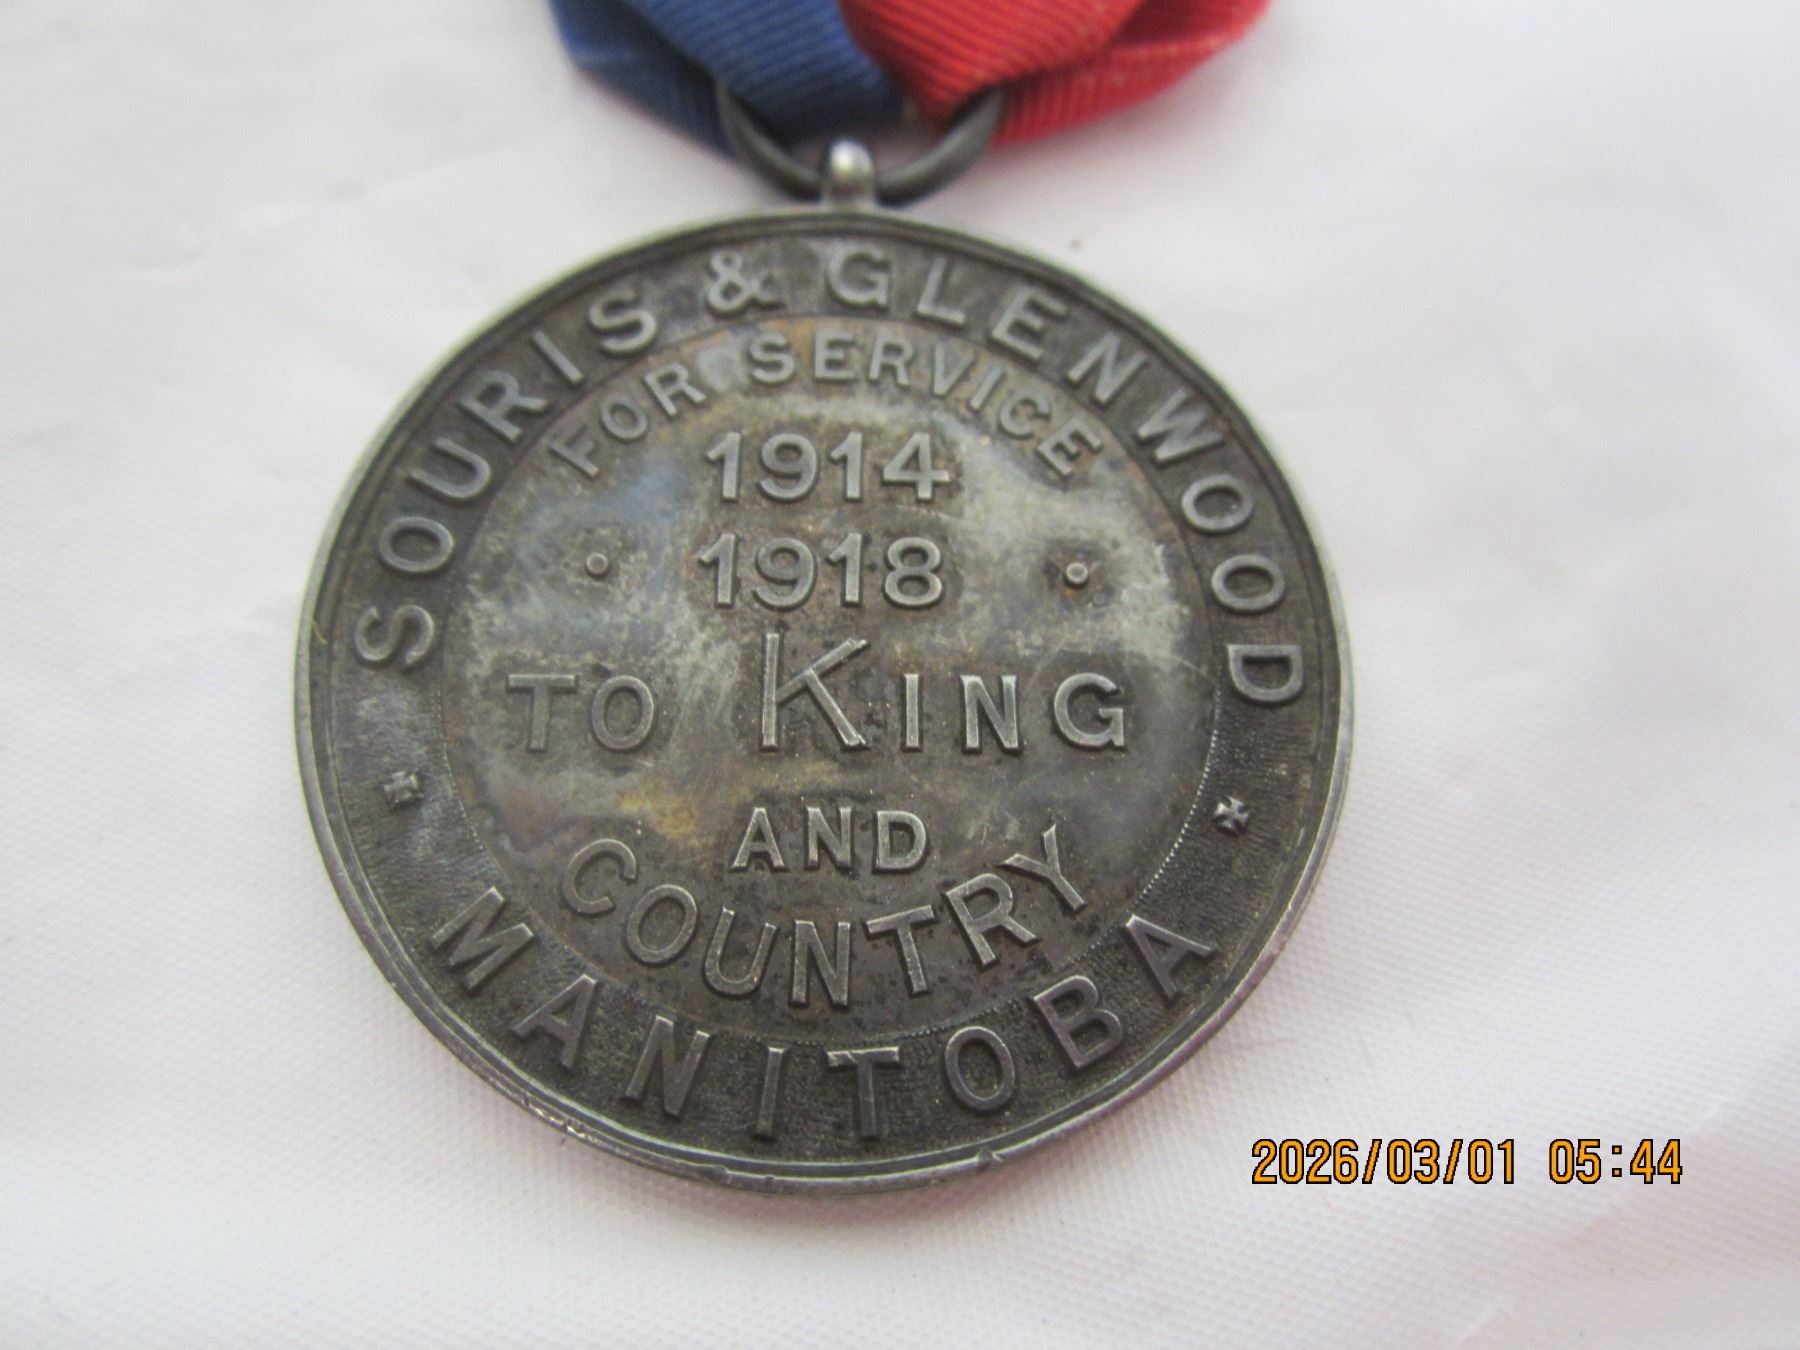 SOURIS & GLENWOOD
FOR SERVICE
1914
1918
TO KING
AND
COUNTRY
MANITOBA
2026/03/01 05:44